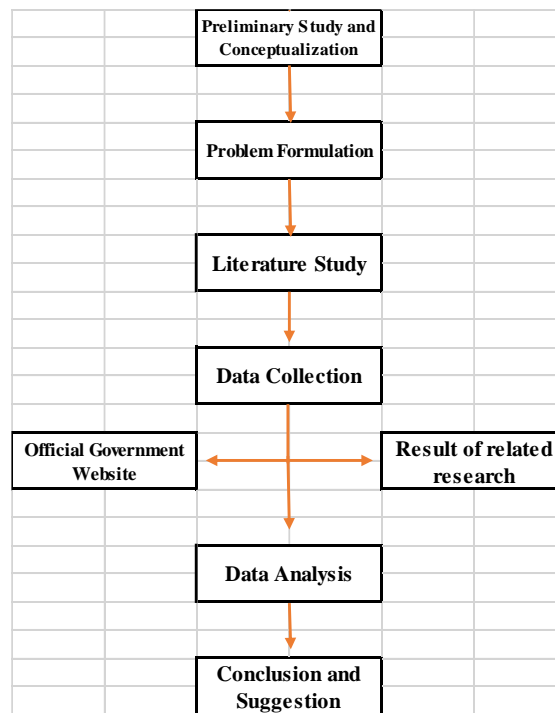 Preliminary Study and
Conceptualization
Problem Formulation
Literature Study
Data Collection
Official Government
Website
Result of related
research
Data Analysis
Conclusion and
Suggestion